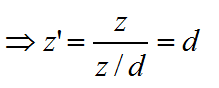 ⇒ z' = z / (z / d) = d